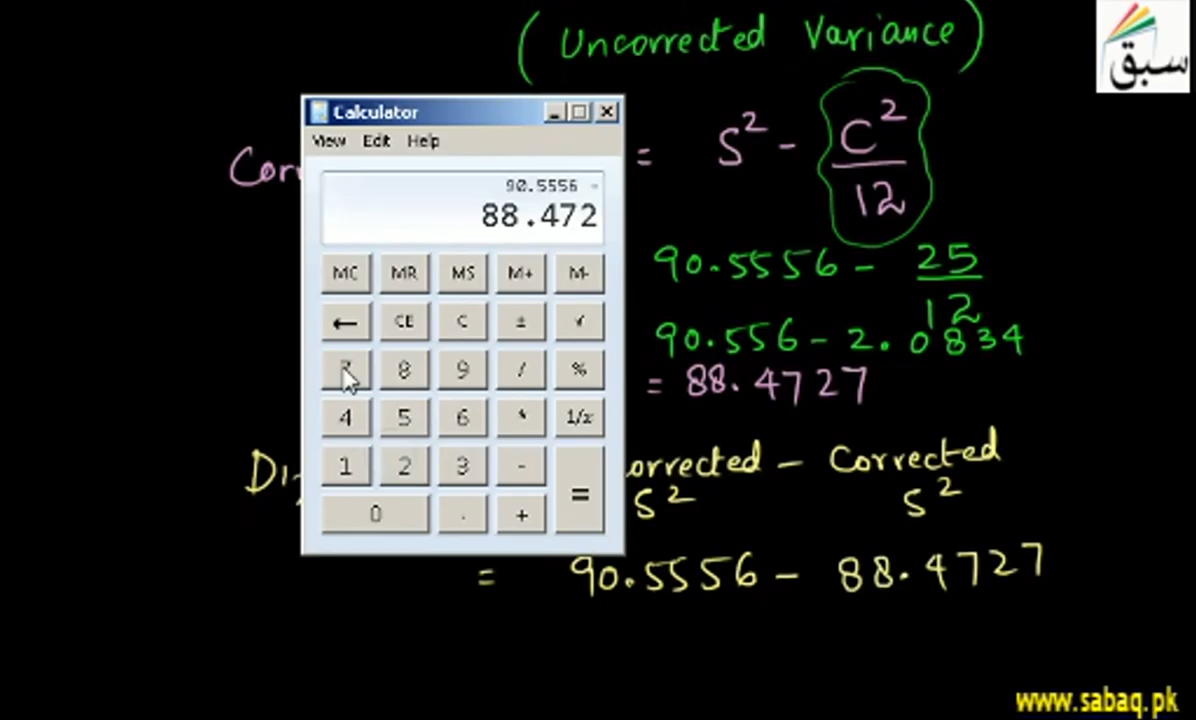 (Uncorrected Variance)
سبق
Calculator
View Edit Help
= S² - C²/12
90.5556 -
88.472
MC MR MS M+ M-
← CE C ± √
90.5556 - 25/12
7 8 9 / %
90.556 - 2.0834
= 88.4727
4 5 6 * 1/x
1 2 3 - =
0 . +
orrected - Corrected
S² S²
= 90.5556 - 88.4727
www.sabaq.pk